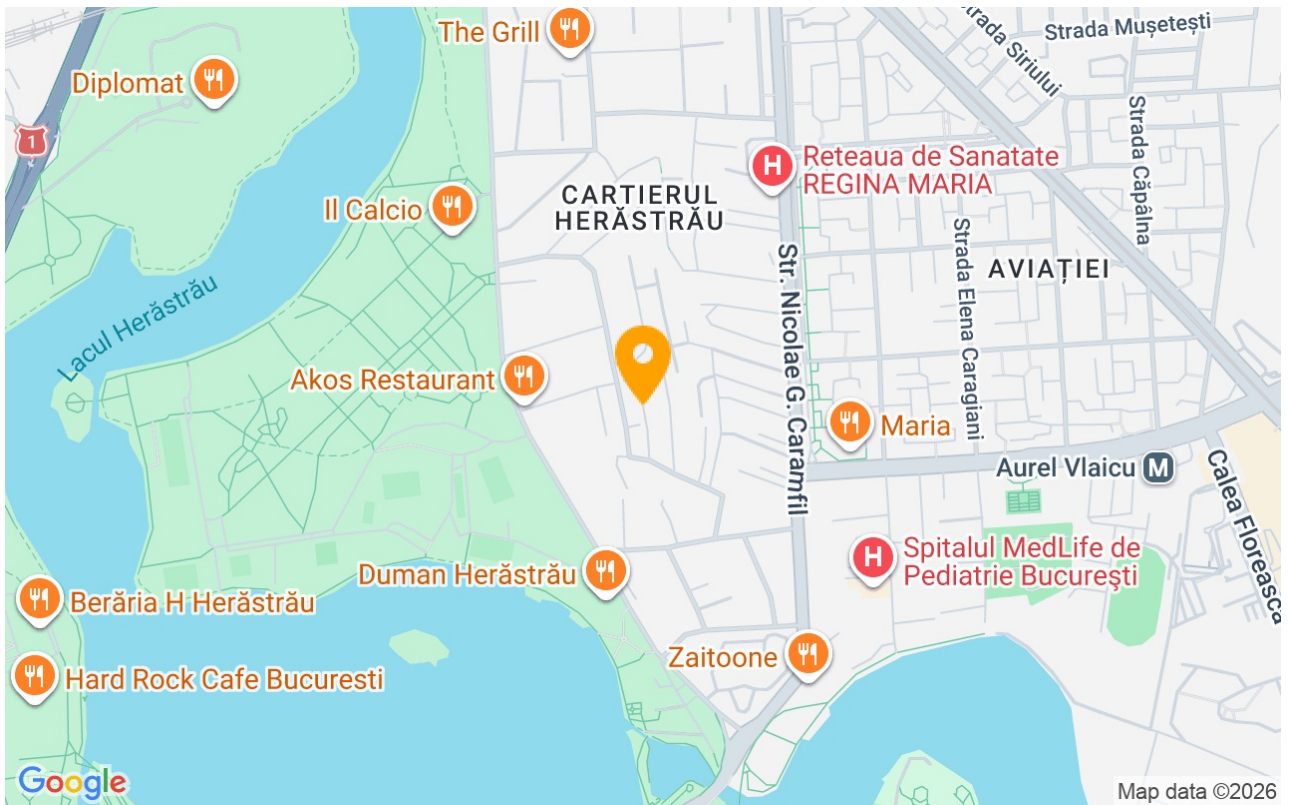 The Grill
Strada Mușetești
Strada Siriului
Diplomat
1
Strada Căpâlna
H
Reteaua de Sanatate
REGINA MARIA
CARTIERUL
HERĂSTRĂU
Il Calcio
Strada Elena Caragiani
Str. Nicolae G. Caramfil
AVIAȚIEI
Lacul Herăstrău
Akos Restaurant
Maria
Aurel Vlaicu M
Calea Floreasca
H
Spitalul MedLife de
Pediatrie Bucureşti
Duman Herăstrău
Berăria H Herăstrău
Zaitoone
Hard Rock Cafe Bucuresti
Google
Map data ©2026